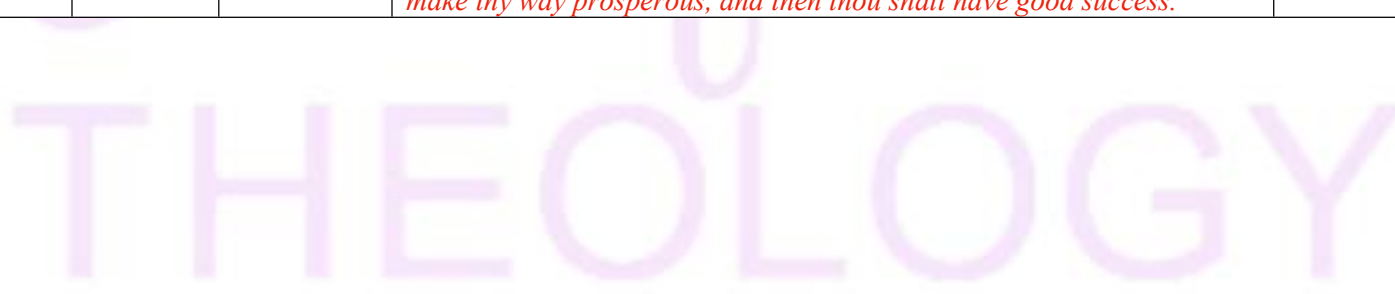 make thy way prosperous, and then thou shalt have good success.
THEOLOGY